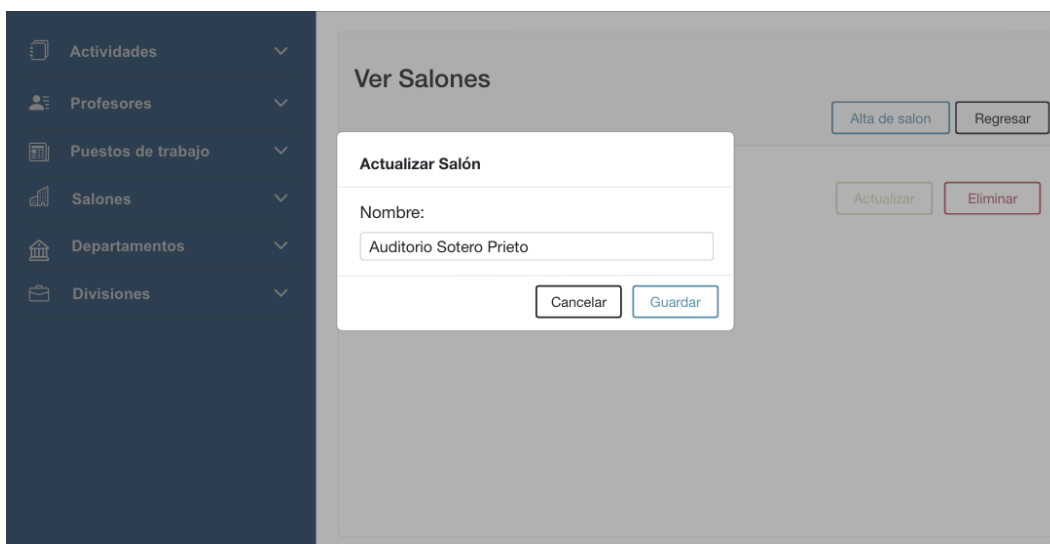 Actividades
Profesores
Puestos de trabajo
Salones
Departamentos
Divisiones
Ver Salones
Alta de salon
Regresar
Actualizar
Eliminar
Actualizar Salón
Nombre:
Auditorio Sotero Prieto
Cancelar
Guardar